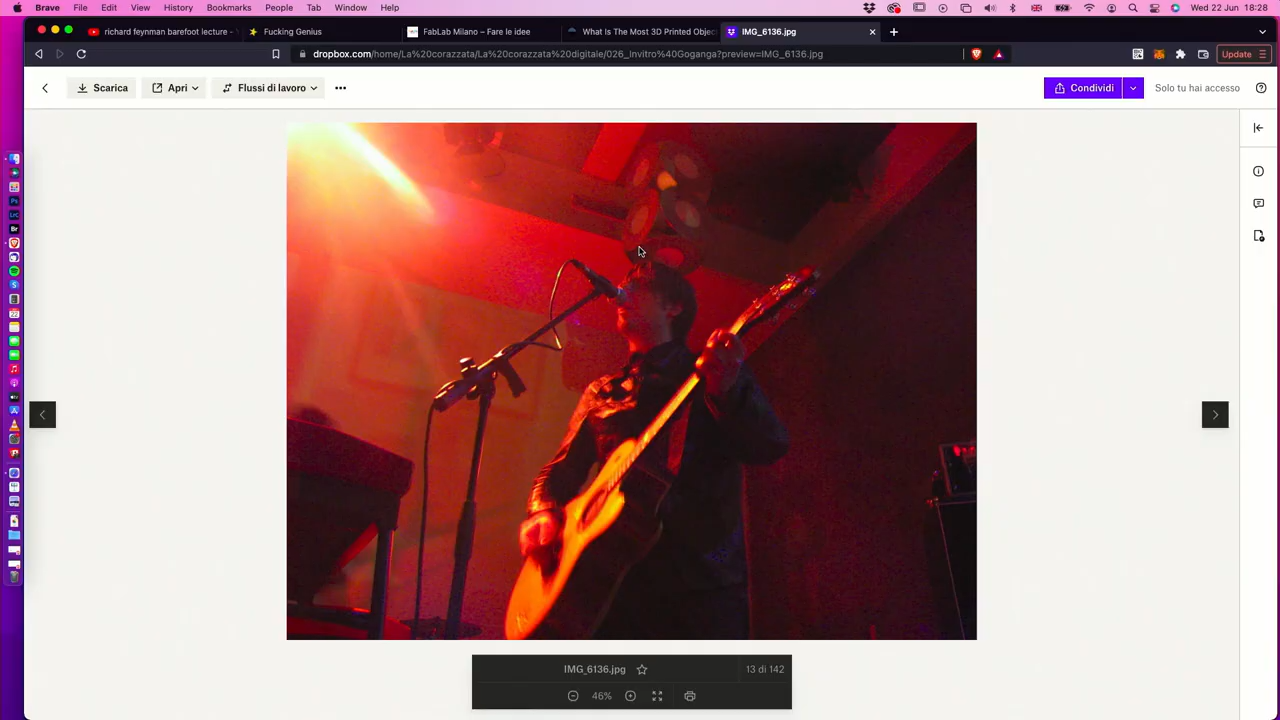 Brave File Edit View History Bookmarks People Tab Window Help
Wed 22 Jun 18:28
richard feynman barefoot lecture -
Fucking Genius
FabLab Milano – Fare le idee
What Is The Most 3D Printed Objec
IMG_6136.jpg
dropbox.com/home/La%20corazzata/La%20corazzata%20digitale/026_Invitro%40Goganga?preview=IMG_6136.jpg
Update
Scarica
Apri
Flussi di lavoro
Condividi
Solo tu hai accesso
IMG_6136.jpg
13 di 142
46%